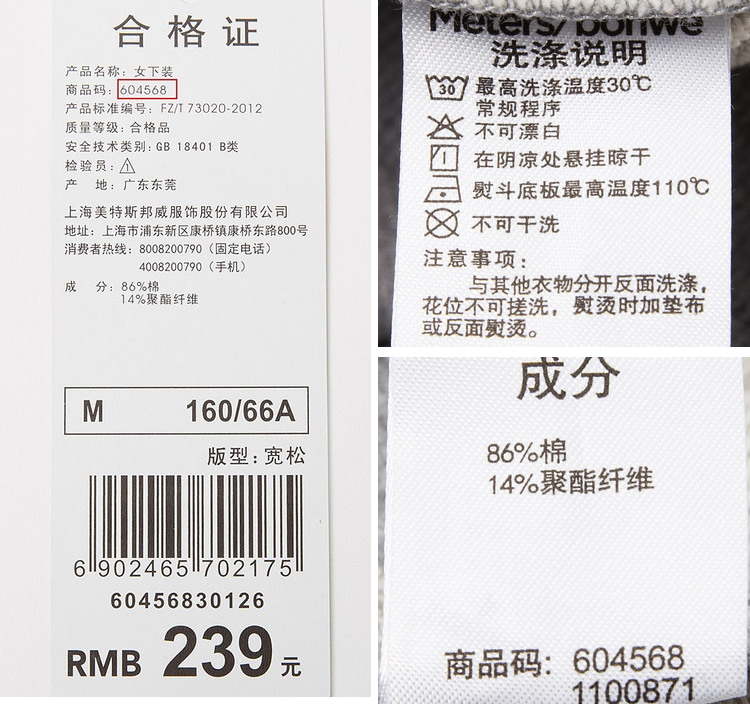 合格证
产品名称：女下装
商品码：604568
产品标准编号：FZ/T 73020-2012
质量等级：合格品
安全技术类别：GB 18401 B类
检验员：1
产 地：广东东莞
上海美特斯邦威服饰股份有限公司
地址：上海市浦东新区康桥镇康桥东路800号
消费者热线：8008200790（固定电话）
4008200790（手机）
成 分：86%棉
14%聚酯纤维
M 160/66A
版型：宽松
6 902465 702175
60456830126
RMB 239元
Meters/bonwe
洗涤说明
30 最高洗涤温度30℃
常规程序
不可漂白
在阴凉处悬挂晾干
熨斗底板最高温度110℃
不可干洗
注意事项：
与其他衣物分开反面洗涤，
花位不可搓洗，熨烫时加垫布
或反面熨烫。
成分
86%棉
14%聚酯纤维
商品码：604568
1100871